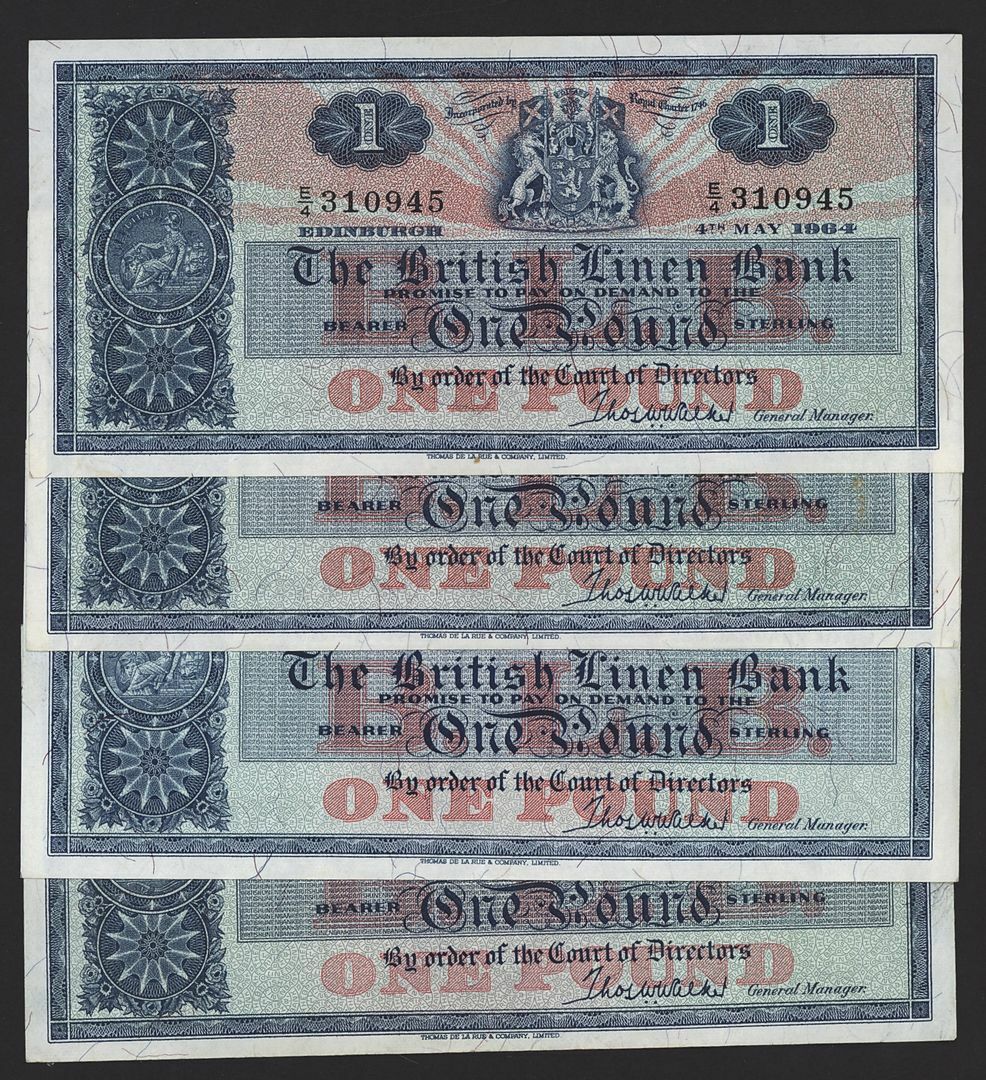 Incorporated by Royal Charter 1746
1 1
E/4 310945 E/4 310945
EDINBURGH 4TH MAY 1964
The British Linen Bank
B.L.B.
PROMISE TO PAY ON DEMAND TO THE
BEARER One Pound STERLING
By order of the Court of Directors
ONE POUND
Thos W Walker General Manager.
THOMAS DE LA RUE & COMPANY, LIMITED.
BEARER One Pound STERLING
By order of the Court of Directors
ONE POUND
Thos W Walker General Manager.
THOMAS DE LA RUE & COMPANY, LIMITED.
The British Linen Bank
B.L.B.
PROMISE TO PAY ON DEMAND TO THE
BEARER One Pound STERLING
By order of the Court of Directors
ONE POUND
Thos W Walker General Manager.
THOMAS DE LA RUE & COMPANY, LIMITED.
BEARER One Pound STERLING
By order of the Court of Directors
ONE POUND
Thos W Walker General Manager.
THOMAS DE LA RUE & COMPANY, LIMITED.